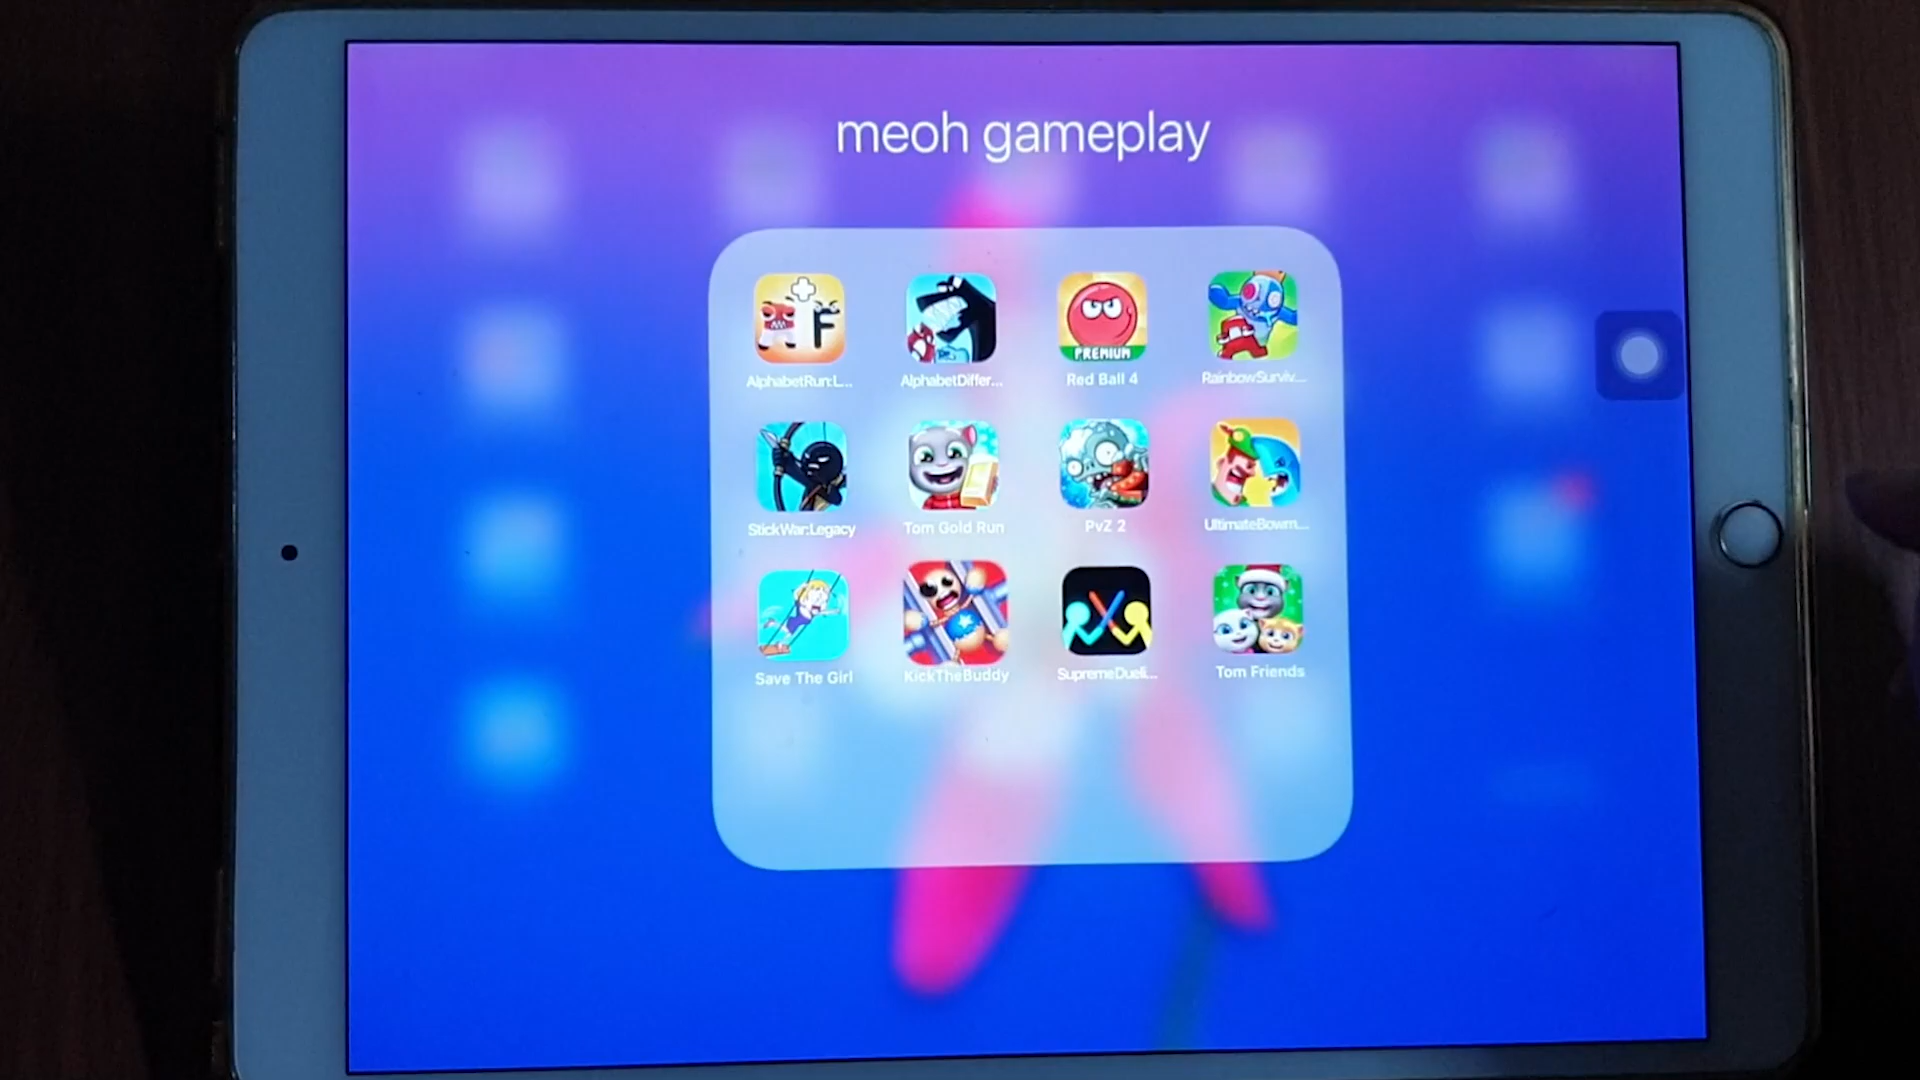 meoh gameplay
AlphabetRun:L...
AlphabetDiffer...
Red Ball 4
RainbowSurviv...
F
PREMIUM
StickWar:Legacy
Tom Gold Run
PvZ 2
UltimateBowm...
Save The Girl
KickTheBuddy
SupremeDueli...
Tom Friends